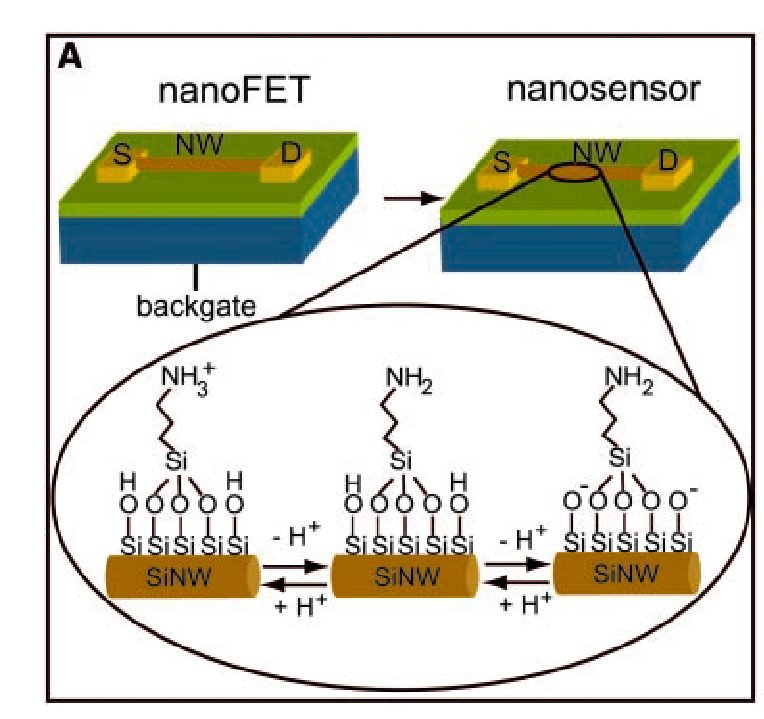 A
nanoFET
nanosensor
S NW D
S NW D
backgate
NH₃⁺ NH₂ NH₂
Si Si Si
H H H H
O O O O O O O O O O O⁻ O O O O⁻
Si Si Si Si Si Si Si Si Si Si Si Si Si Si Si
- H⁺ - H⁺
SiNW SiNW SiNW
+ H⁺ + H⁺